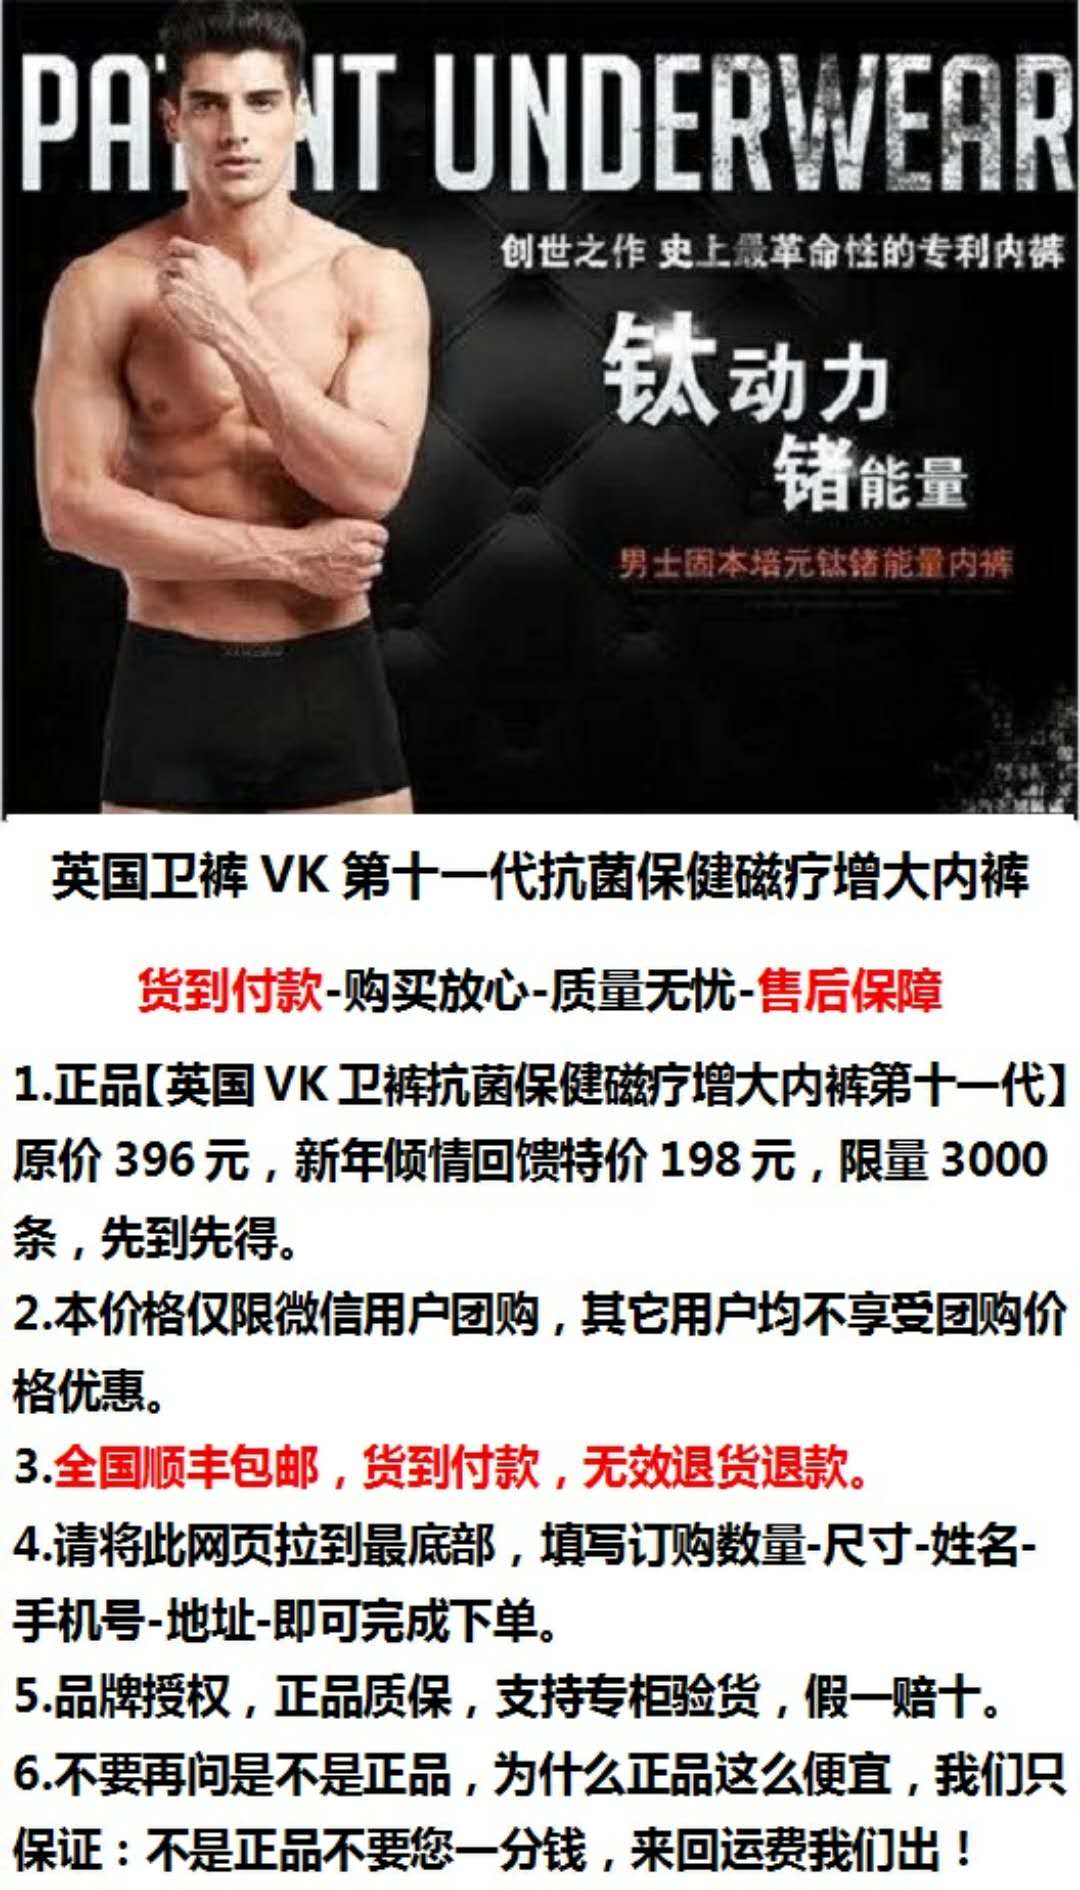 PATENT UNDERWEAR
创世之作 史上最革命性的专利内裤
钛动力
锗能量
男士固本培元钛锗能量内裤
英国卫裤 VK 第十一代抗菌保健磁疗增大内裤
货到付款-购买放心-质量无忧-售后保障
1.正品【英国 VK 卫裤抗菌保健磁疗增大内裤第十一代】
原价 396 元，新年倾情回馈特价 198 元，限量 3000
条，先到先得。
2.本价格仅限微信用户团购，其它用户均不享受团购价
格优惠。
3.全国顺丰包邮，货到付款，无效退货退款。
4.请将此网页拉到最底部，填写订购数量-尺寸-姓名-
手机号-地址-即可完成下单。
5.品牌授权，正品质保，支持专柜验货，假一赔十。
6.不要再问是不是正品，为什么正品这么便宜，我们只
保证：不是正品不要您一分钱，来回运费我们出！